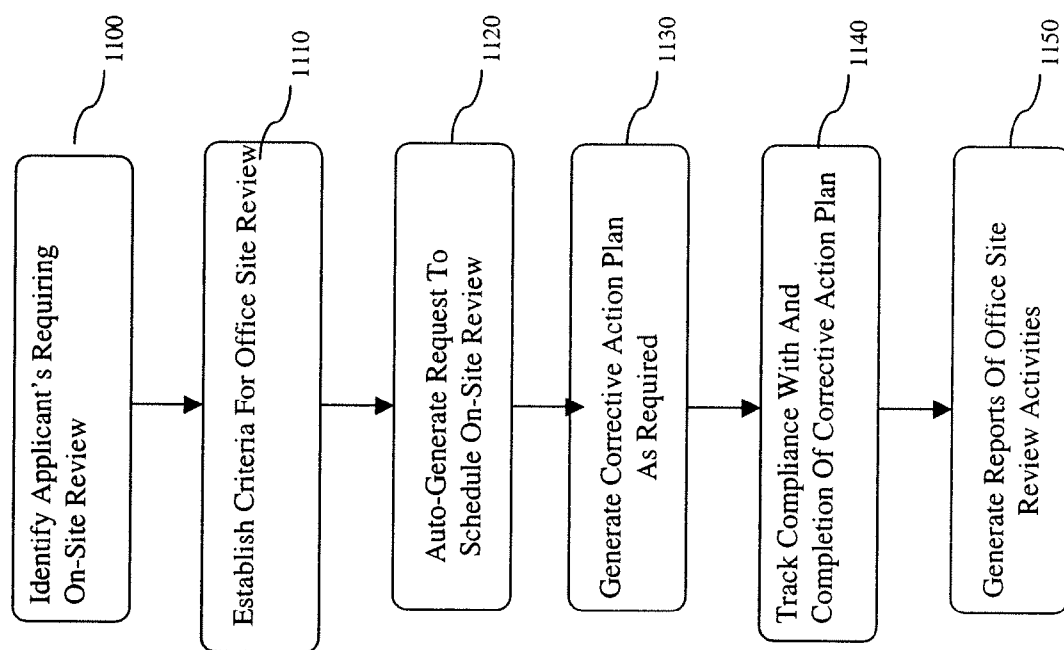 Identify Applicant's Requiring
On-Site Review
1100
Establish Criteria For Office Site Review
1110
Auto-Generate Request To
Schedule On-Site Review
1120
Generate Corrective Action Plan
As Required
1130
Track Compliance With And
Completion Of Corrective Action Plan
1140
Generate Reports Of Office Site
Review Activities
1150